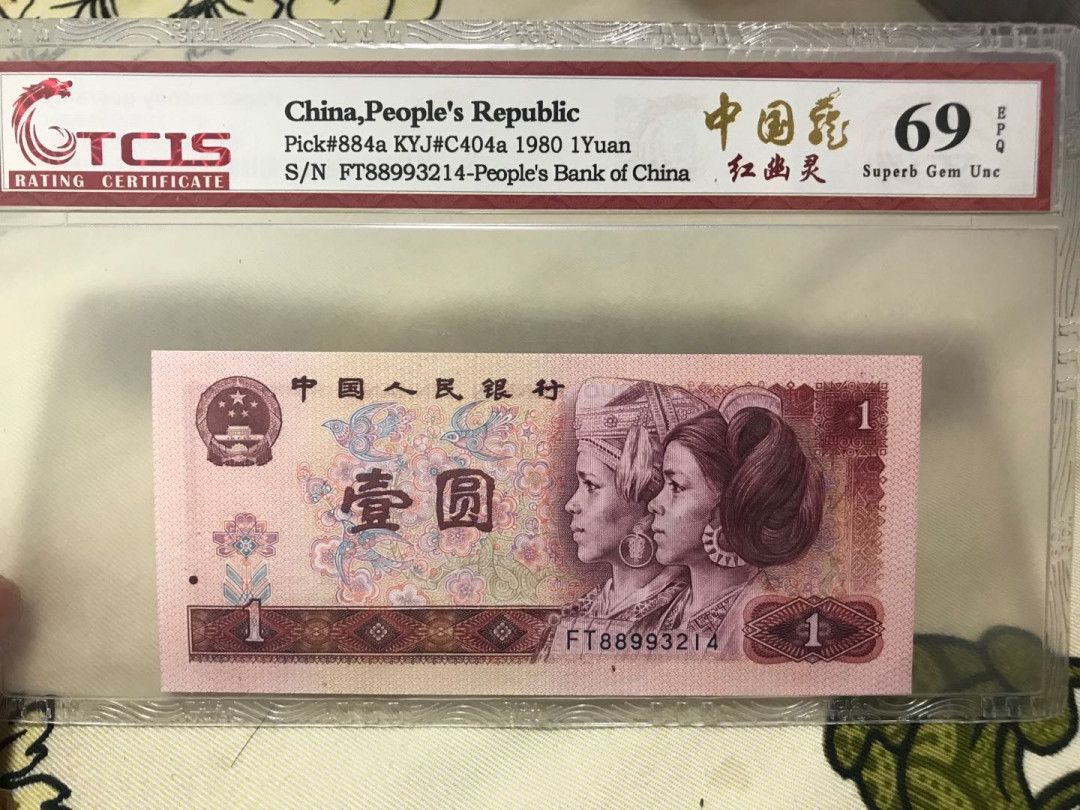 TCIS
RATING CERTIFICATE
China,People's Republic
Pick#884a KYJ#C404a 1980 1Yuan
S/N FT88993214-People's Bank of China
中国龍
红幽灵
69
EPQ
Superb Gem Unc
中国人民银行
1
壹圆
1
FT88993214
1